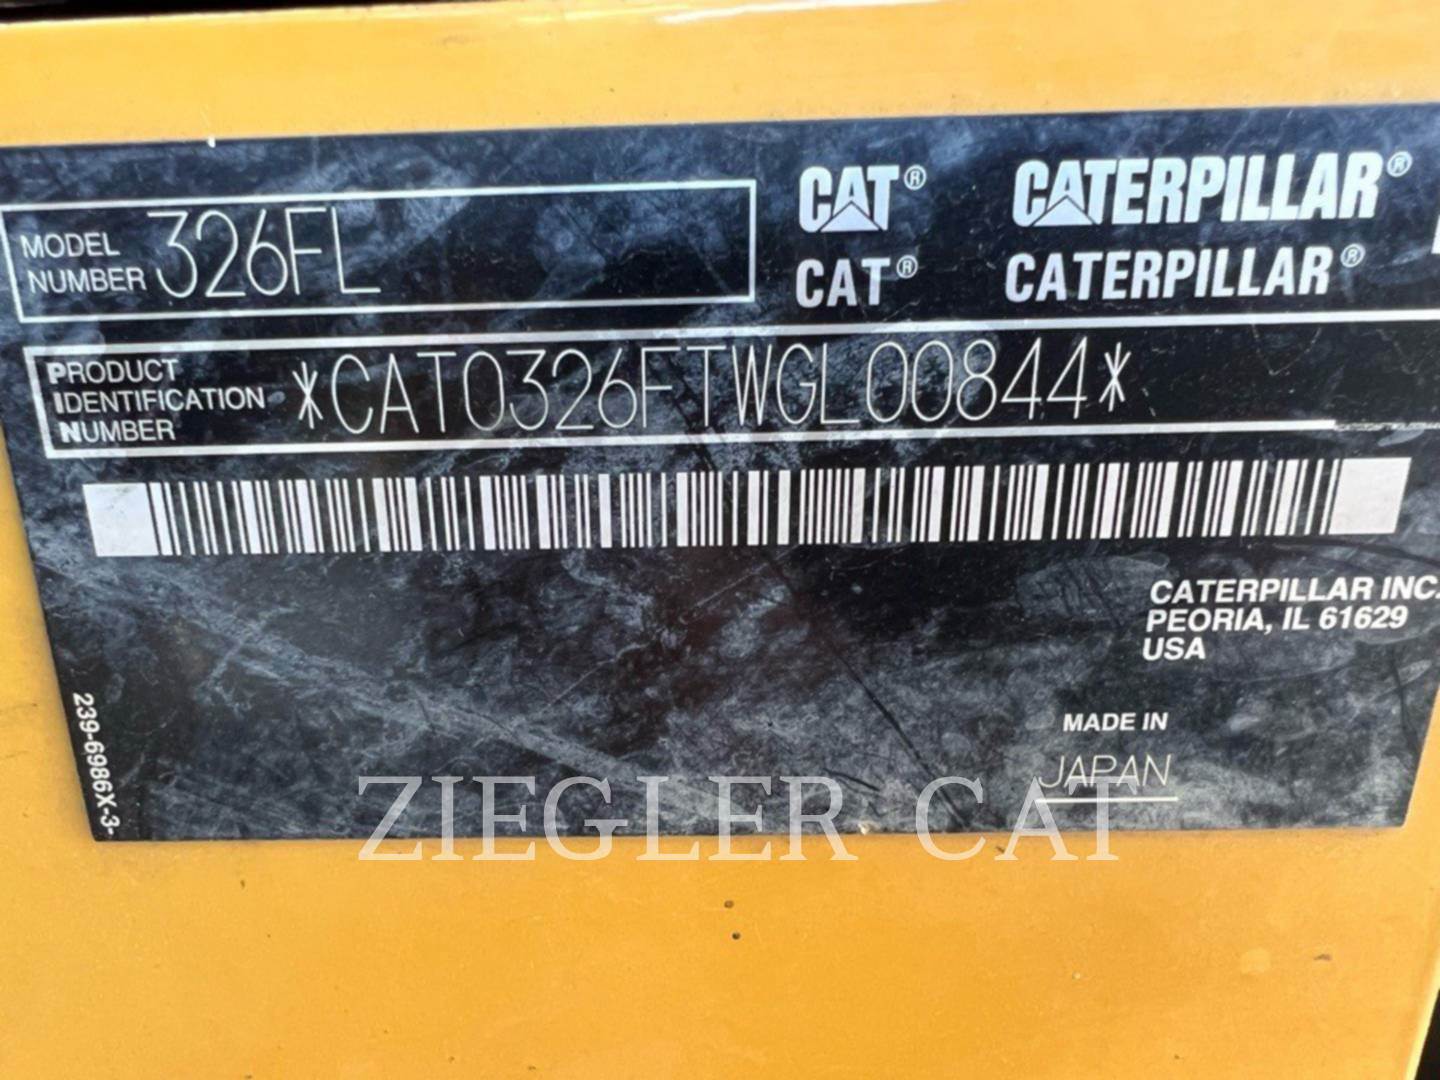 MODEL NUMBER 326FL
CAT® CATERPILLAR®
CAT® CATERPILLAR®
PRODUCT IDENTIFICATION NUMBER *CAT0326FTWGL00844*
CATERPILLAR INC.
PEORIA, IL 61629
USA
MADE IN
JAPAN
239-6986X-3-
ZIEGLER CAT